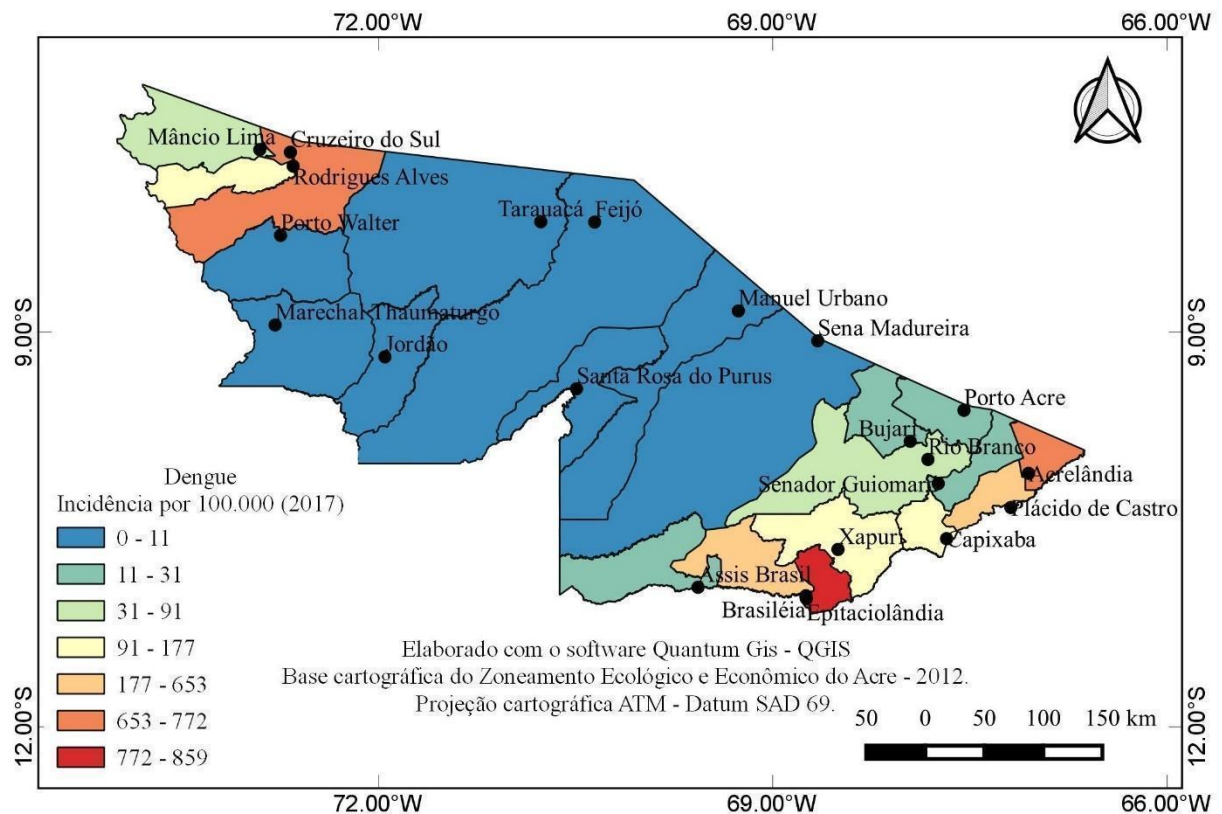 72.00°W 69.00°W 66.00°W
Mâncio Lima
Cruzeiro do Sul
Rodrigues Alves
Porto Walter
Tarauacá
Feijó
Manuel Urbano
9.00°S
9.00°S
Marechal Thaumaturgo
Sena Madureira
Jordão
Santa Rosa do Purus
Porto Acre
Bujari
Rio Branco
Acrelândia
Senador Guiomard
Plácido de Castro
Xapuri
Capixaba
Assis Brasil
Brasiléia
Epitaciolândia
Dengue
Incidência por 100.000 (2017)
0 - 11
11 - 31
31 - 91
91 - 177
177 - 653
653 - 772
772 - 859
Elaborado com o software Quantum Gis - QGIS
Base cartográfica do Zoneamento Ecológico e Econômico do Acre - 2012.
Projeção cartográfica ATM - Datum SAD 69.
50 0 50 100 150 km
12.00°S
12.00°S
72.00°W 69.00°W 66.00°W